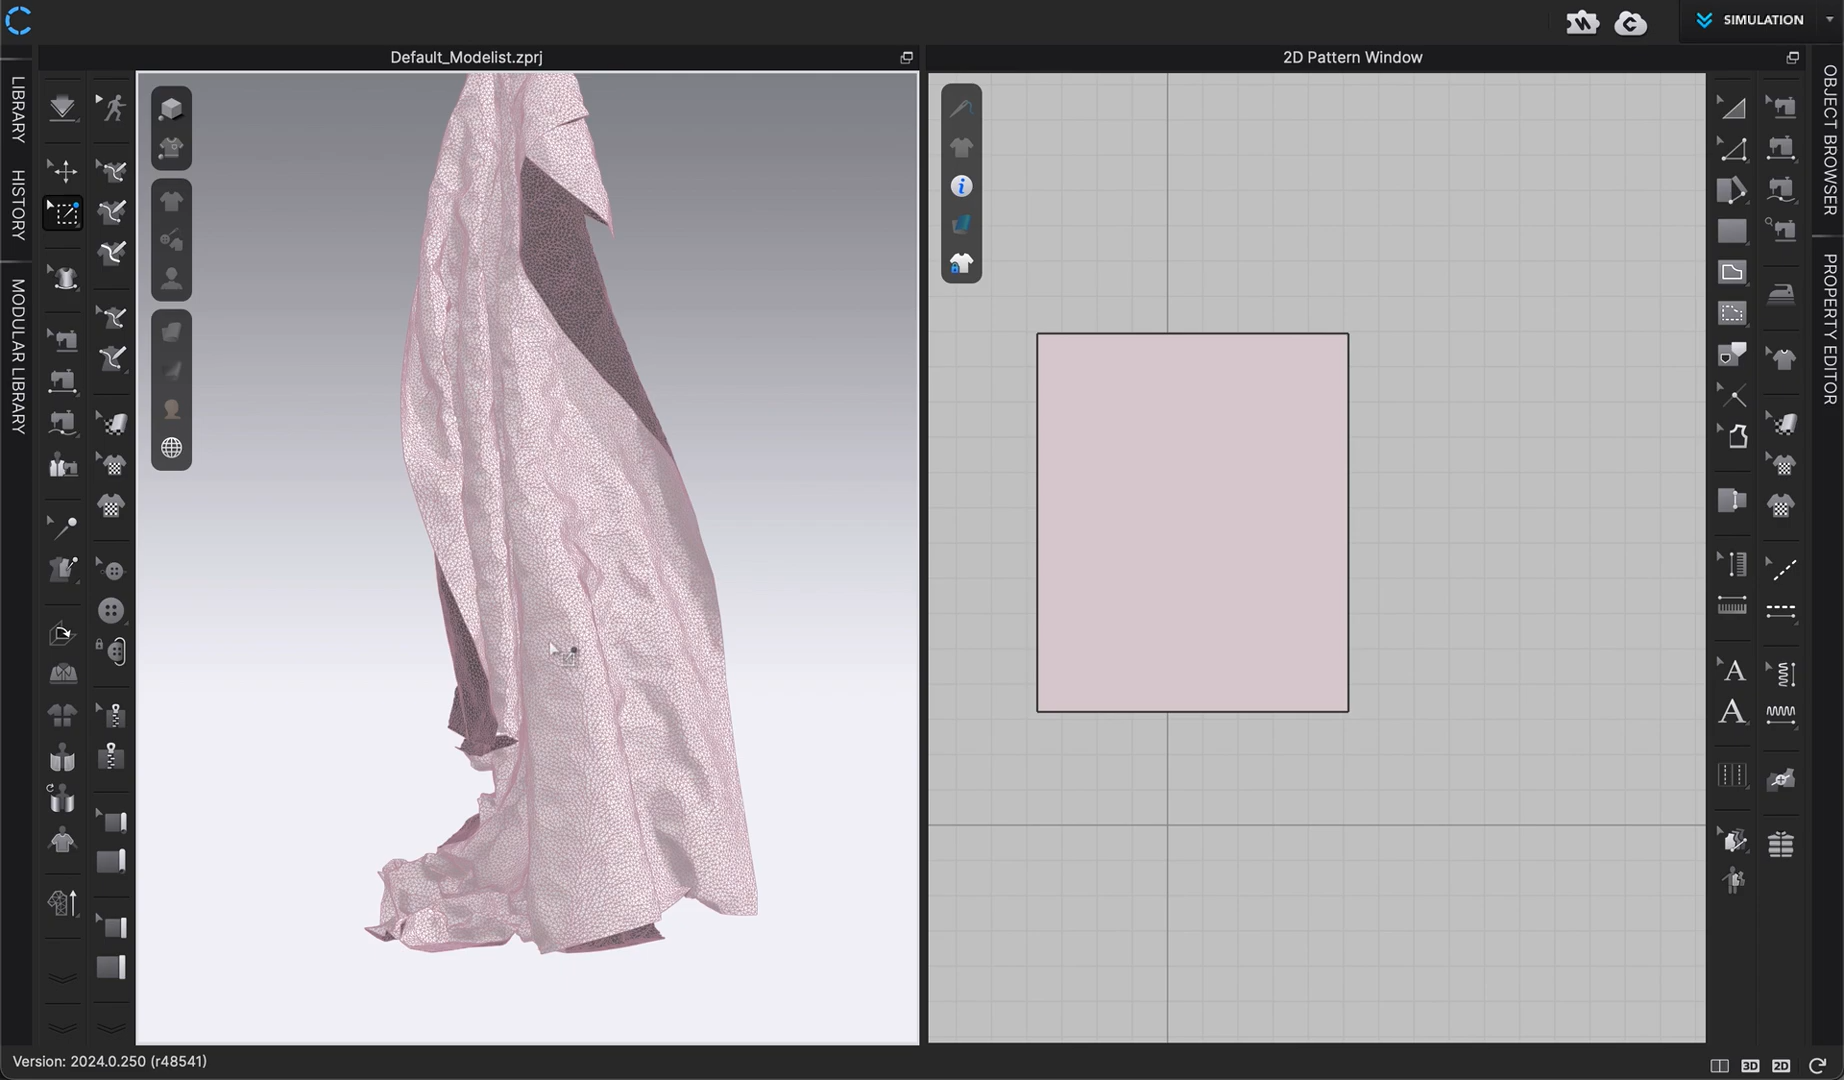 SIMULATION
Default_Modelist.zprj
2D Pattern Window
LIBRARY
HISTORY
MODULAR LIBRARY
OBJECT BROWSER
PROPERTY EDITOR
A
A
Version: 2024.0.250 (r48541)
3D
2D